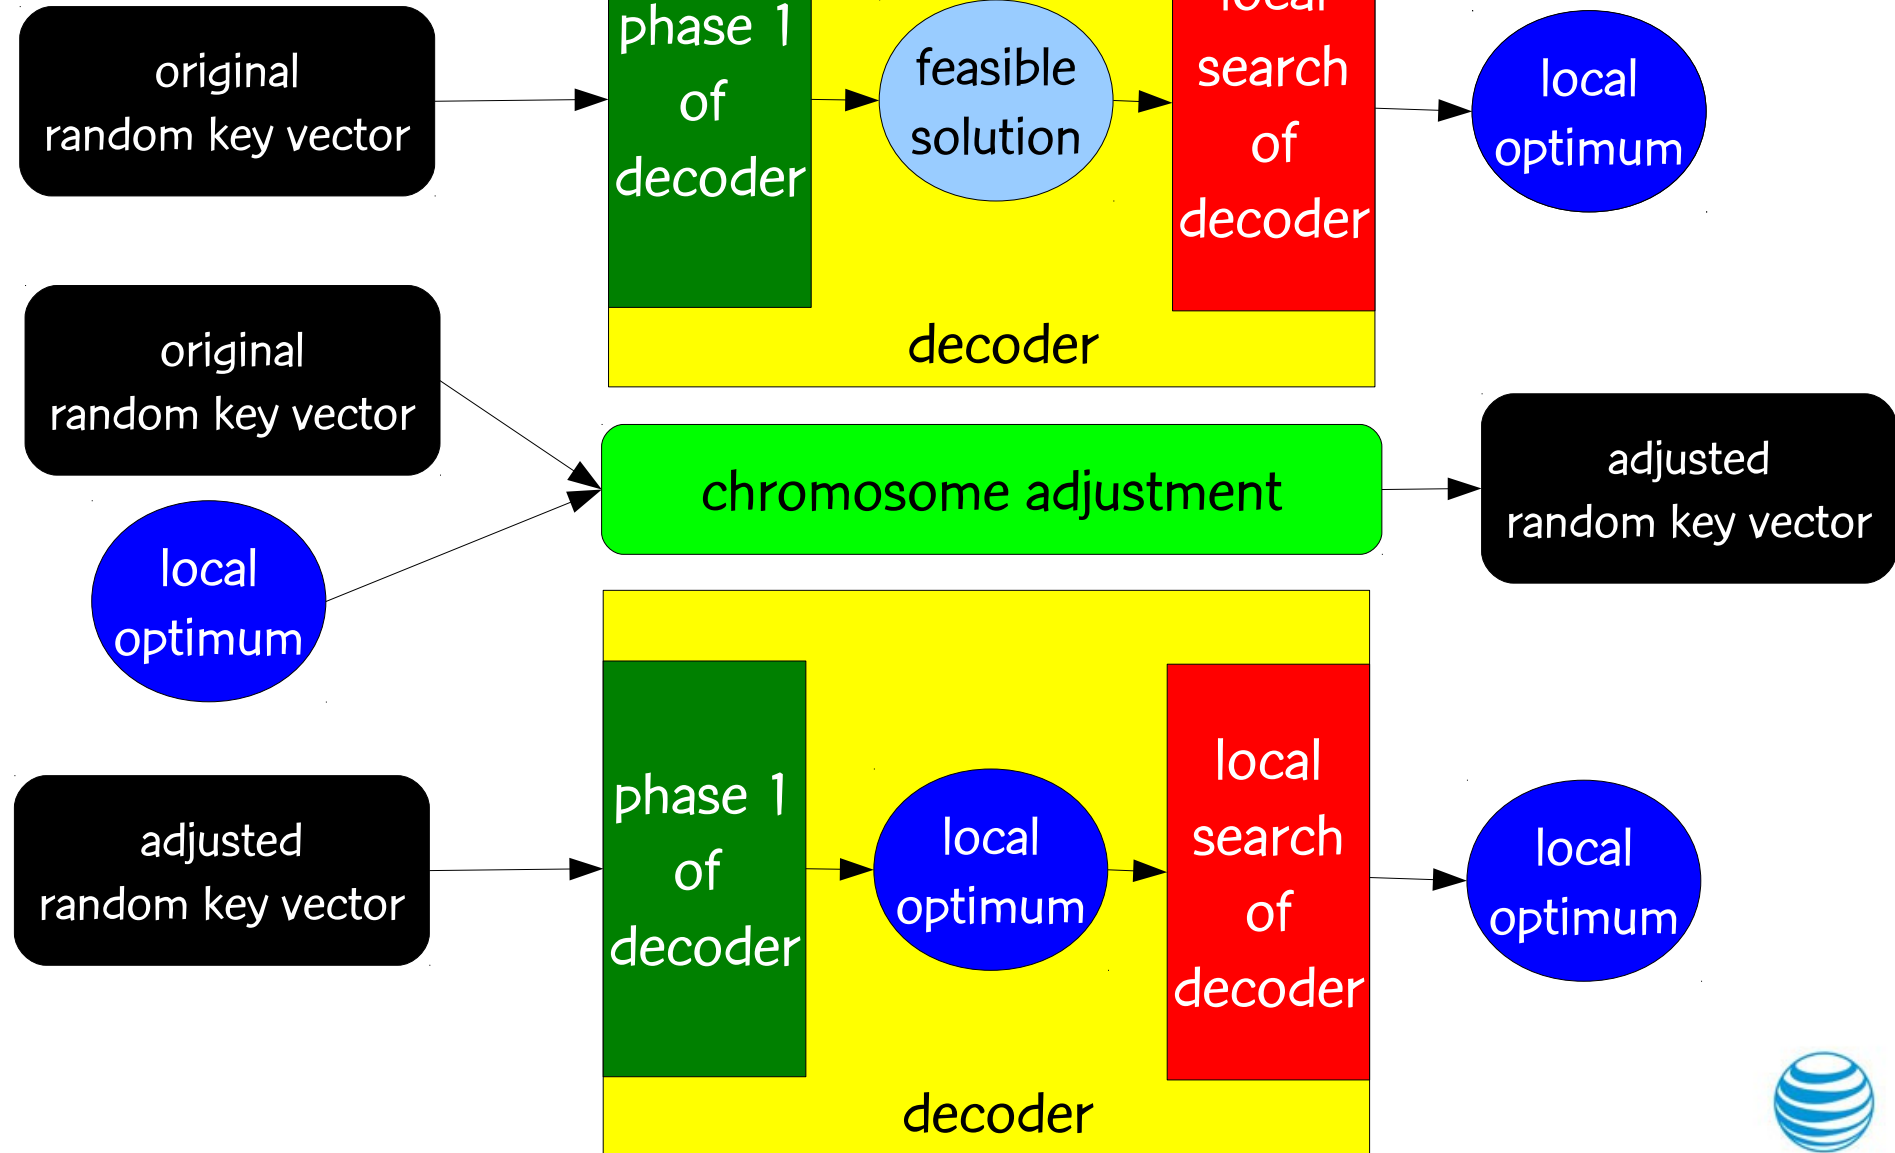 original
random key vector
phase 1
of
decoder
feasible
solution
local
search
of
decoder
local
optimum
decoder
original
random key vector
local
optimum
chromosome adjustment
adjusted
random key vector
adjusted
random key vector
phase 1
of
decoder
local
optimum
local
search
of
decoder
local
optimum
decoder